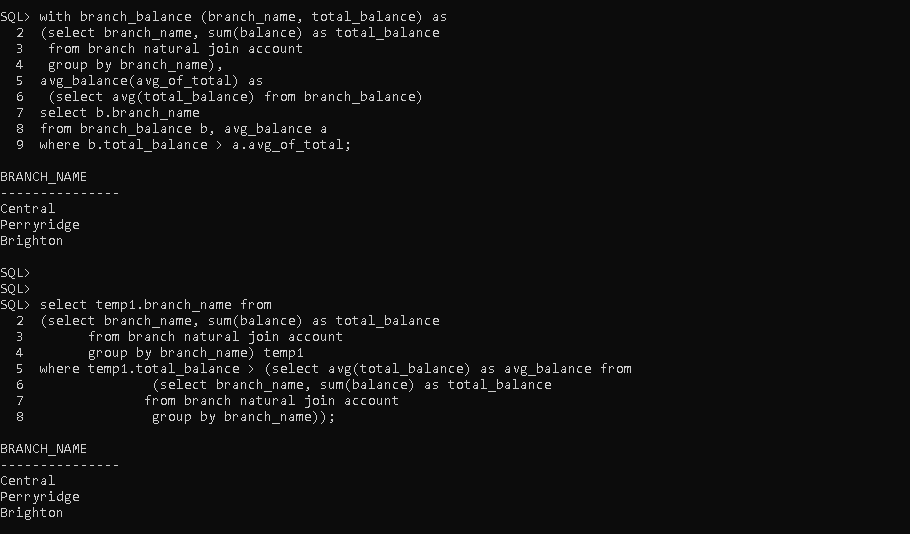 SQL> with branch_balance (branch_name, total_balance) as
  2  (select branch_name, sum(balance) as total_balance
  3   from branch natural join account
  4   group by branch_name),
  5  avg_balance(avg_of_total) as
  6   (select avg(total_balance) from branch_balance)
  7  select b.branch_name
  8  from branch_balance b, avg_balance a
  9  where b.total_balance > a.avg_of_total;

BRANCH_NAME
---------------
Central
Perryridge
Brighton

SQL>
SQL>
SQL> select temp1.branch_name from
  2  (select branch_name, sum(balance) as total_balance
  3        from branch natural join account
  4        group by branch_name) temp1
  5  where temp1.total_balance > (select avg(total_balance) as avg_balance from
  6                (select branch_name, sum(balance) as total_balance
  7               from branch natural join account
  8                group by branch_name));

BRANCH_NAME
---------------
Central
Perryridge
Brighton